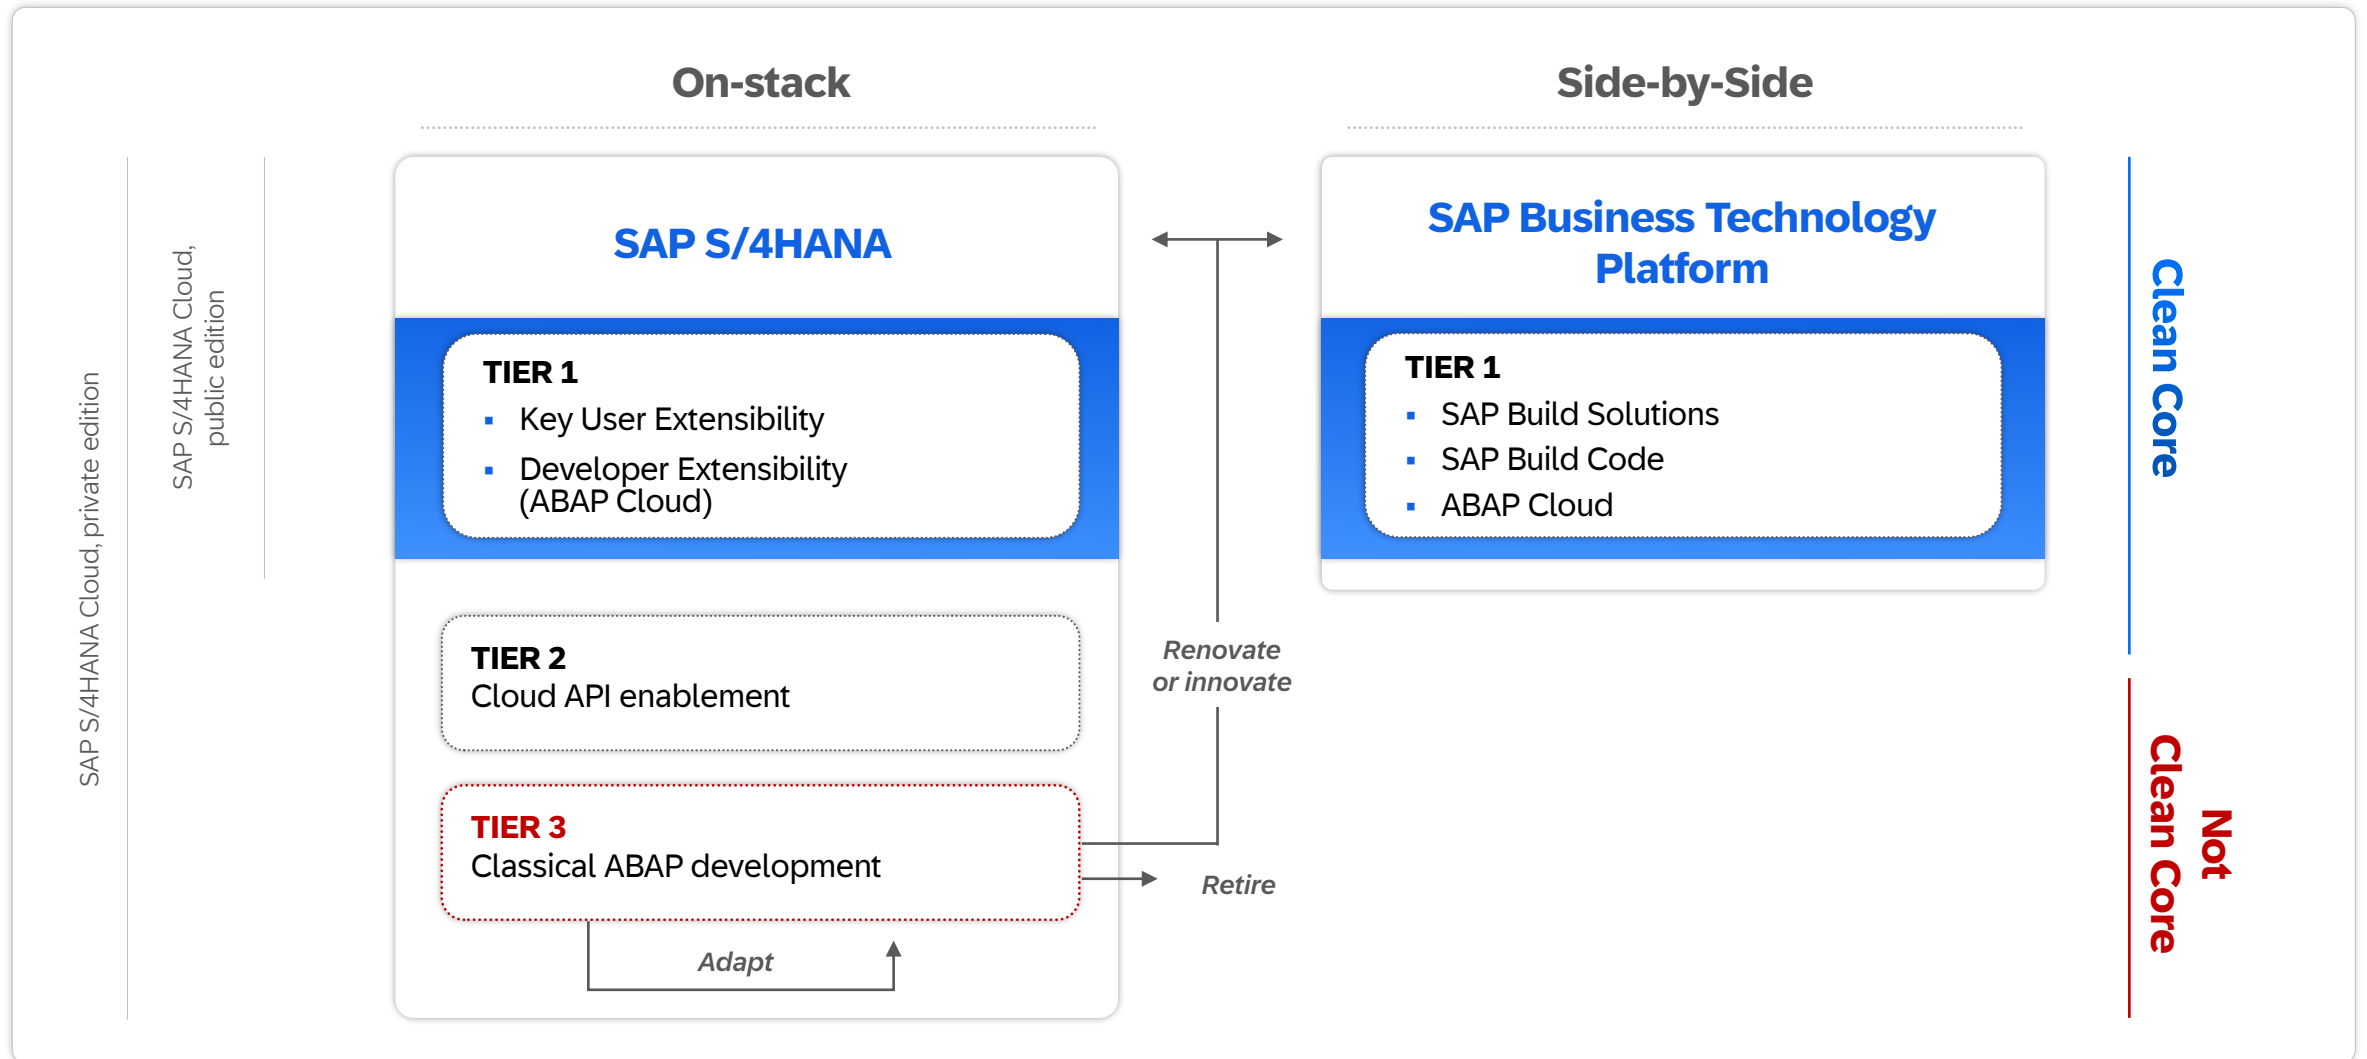 On-stack
Side-by-Side
SAP S/4HANA Cloud, private edition
SAP S/4HANA Cloud,
public edition
SAP S/4HANA
TIER 1
Key User Extensibility
Developer Extensibility
(ABAP Cloud)
TIER 2
Cloud API enablement
TIER 3
Classical ABAP development
Adapt
Renovate
or innovate
Retire
SAP Business Technology
Platform
TIER 1
SAP Build Solutions
SAP Build Code
ABAP Cloud
Clean Core
Not
Clean Core